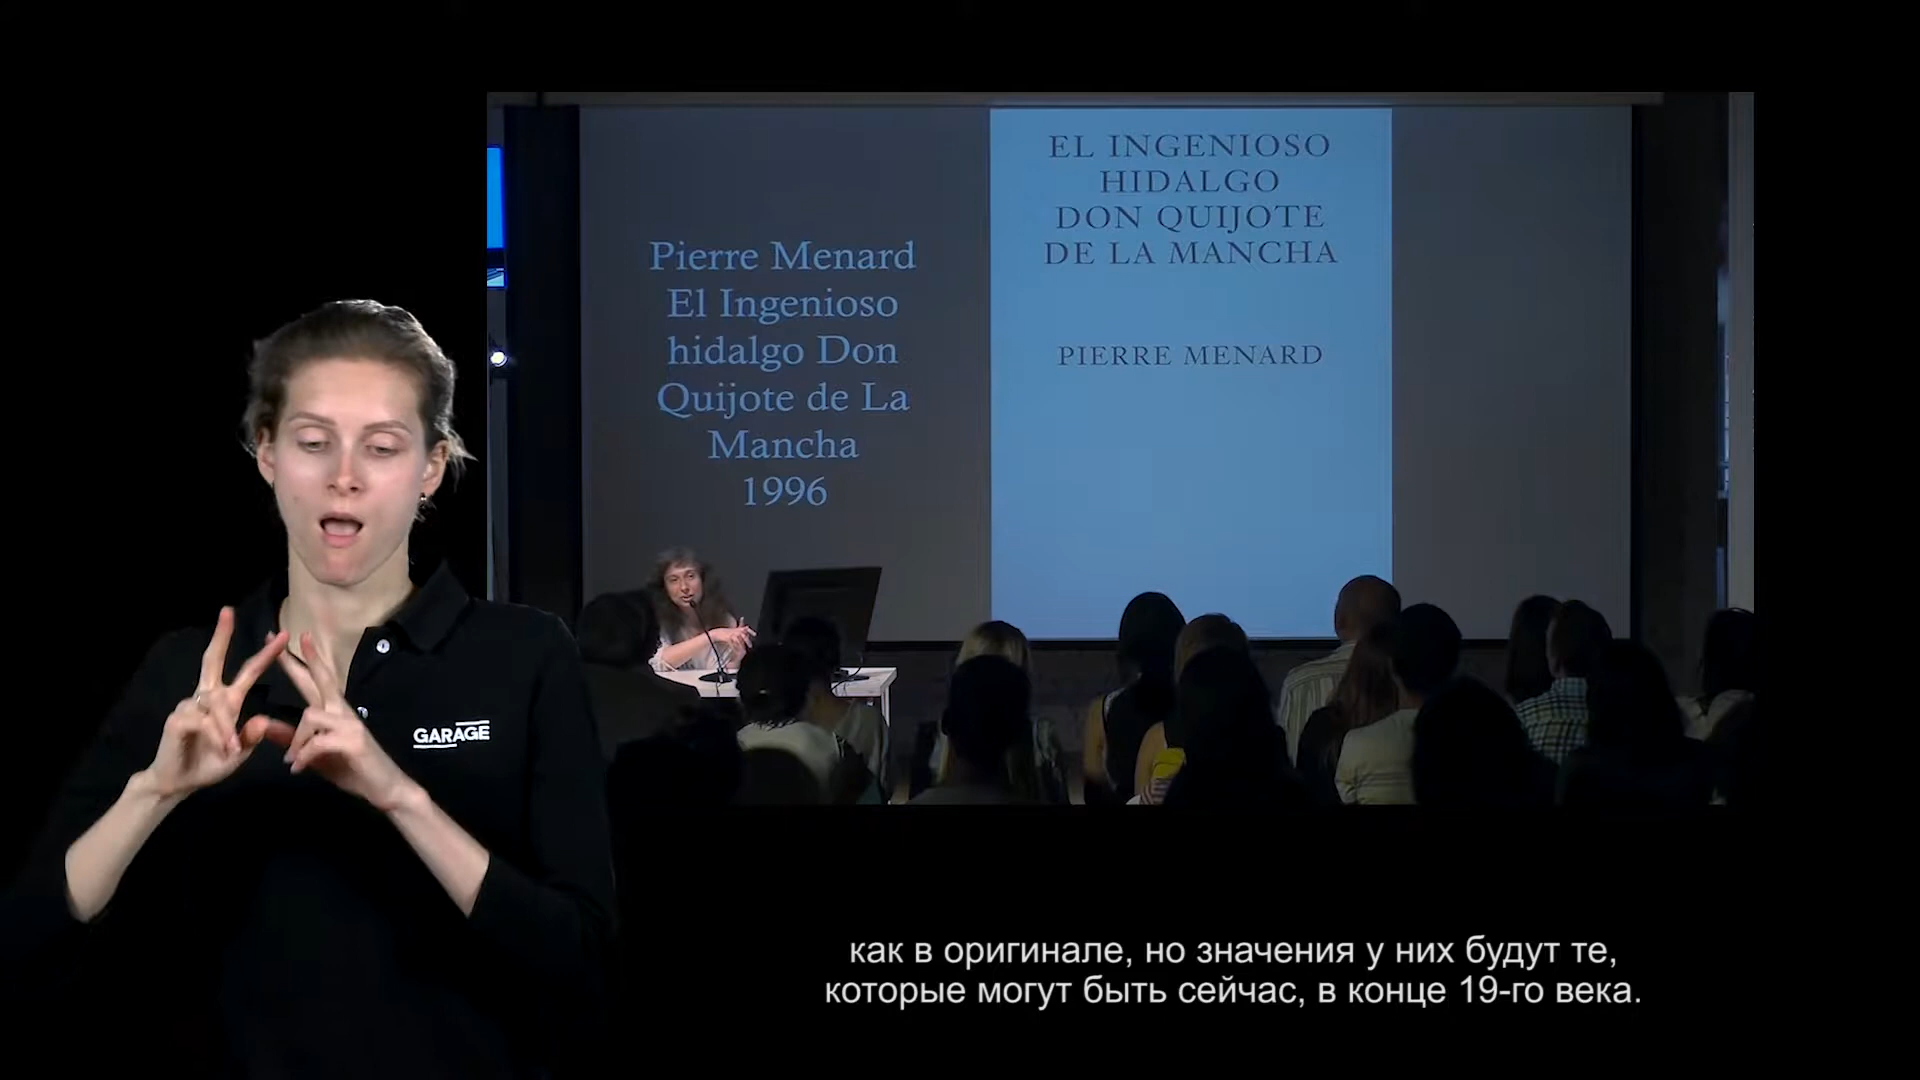 Pierre Menard
El Ingenioso
hidalgo Don
Quijote de La
Mancha
1996
EL INGENIOSO
HIDALGO
DON QUIJOTE
DE LA MANCHA
PIERRE MENARD
GARAGE
как в оригинале, но значения у них будут те,
которые могут быть сейчас, в конце 19-го века.